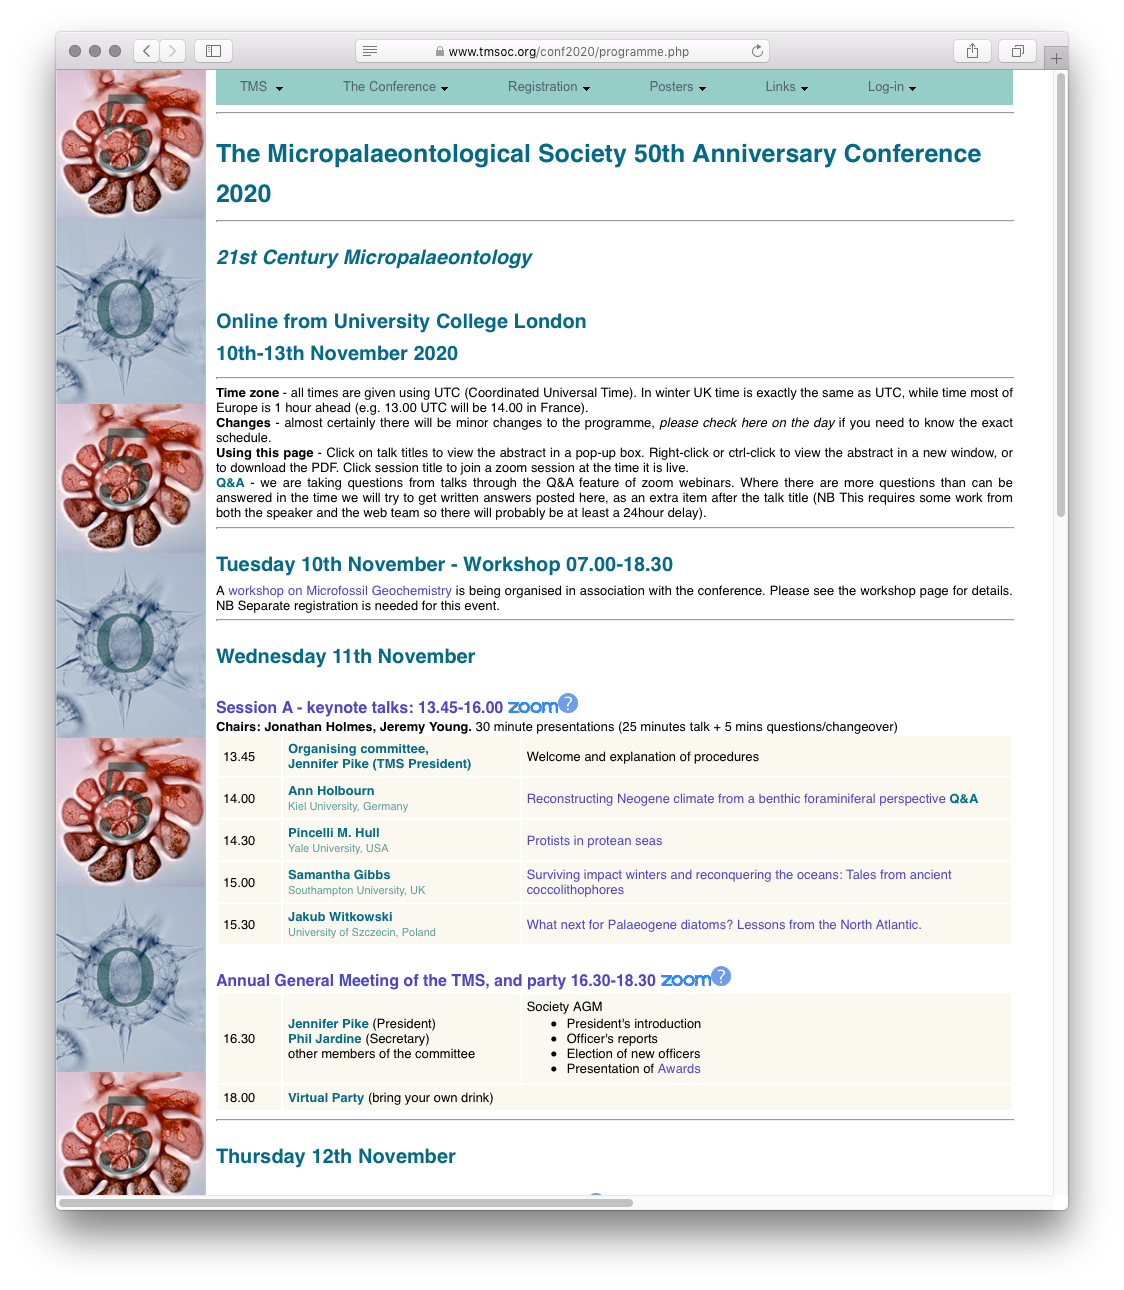 www.tmsoc.org/conf2020/programme.php
TMS
The Conference
Registration
Posters
Links
Log-in
The Micropalaeontological Society 50th Anniversary Conference
2020
21st Century Micropalaeontology
Online from University College London
10th-13th November 2020
Time zone - all times are given using UTC (Coordinated Universal Time). In winter UK time is exactly the same as UTC, while time most of
Europe is 1 hour ahead (e.g. 13.00 UTC will be 14.00 in France).
Changes - almost certainly there will be minor changes to the programme, please check here on the day if you need to know the exact
schedule.
Using this page - Click on talk titles to view the abstract in a pop-up box. Right-click or ctrl-click to view the abstract in a new window, or
to download the PDF. Click session title to join a zoom session at the time it is live.
Q&A - we are taking questions from talks through the Q&A feature of zoom webinars. Where there are more questions than can be
answered in the time we will try to get written answers posted here, as an extra item after the talk title (NB This requires some work from
both the speaker and the web team so there will probably be at least a 24hour delay).
Tuesday 10th November - Workshop 07.00-18.30
A workshop on Microfossil Geochemistry is being organised in association with the conference. Please see the workshop page for details.
NB Separate registration is needed for this event.
Wednesday 11th November
Session A - keynote talks: 13.45-16.00 zoom ?
Chairs: Jonathan Holmes, Jeremy Young. 30 minute presentations (25 minutes talk + 5 mins questions/changeover)
13.45
Organising committee,
Jennifer Pike (TMS President)
Welcome and explanation of procedures
14.00
Ann Holbourn
Kiel University, Germany
Reconstructing Neogene climate from a benthic foraminiferal perspective Q&A
14.30
Pincelli M. Hull
Yale University, USA
Protists in protean seas
15.00
Samantha Gibbs
Southampton University, UK
Surviving impact winters and reconquering the oceans: Tales from ancient
coccolithophores
15.30
Jakub Witkowski
University of Szczecin, Poland
What next for Palaeogene diatoms? Lessons from the North Atlantic.
Annual General Meeting of the TMS, and party 16.30-18.30 zoom ?
16.30
Jennifer Pike (President)
Phil Jardine (Secretary)
other members of the committee
Society AGM
• President's introduction
• Officer's reports
• Election of new officers
• Presentation of Awards
18.00
Virtual Party (bring your own drink)
Thursday 12th November
5
0
5
0
5
0
5